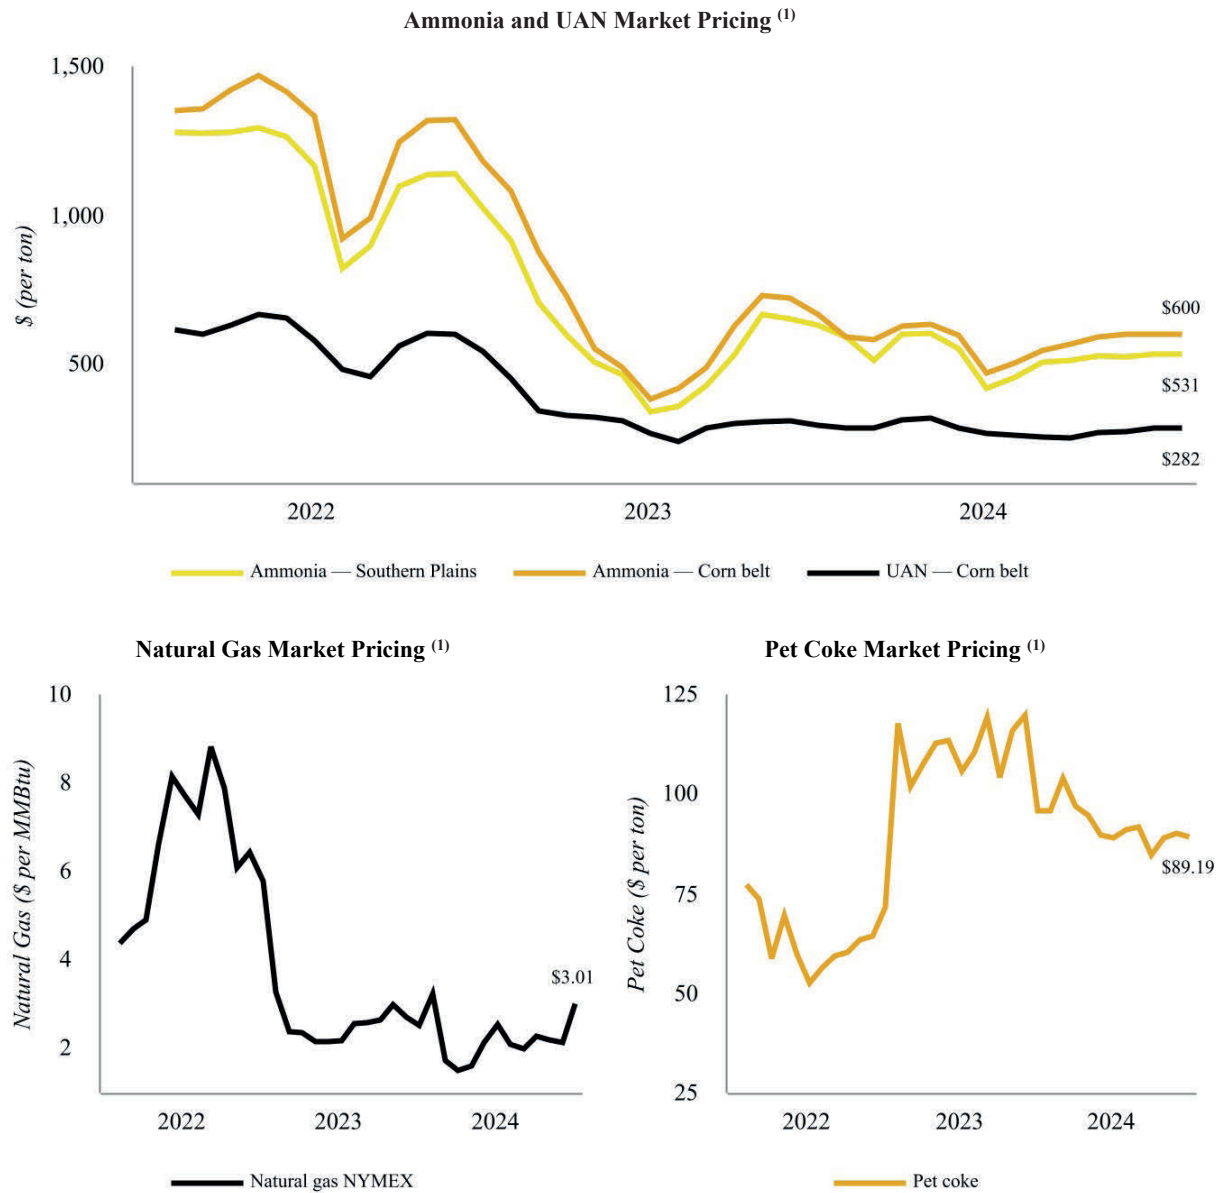 Ammonia and UAN Market Pricing (1)
1,500
1,000
500
$ (per ton)
$600
$531
$282
2022 2023 2024
Ammonia — Southern Plains Ammonia — Corn belt UAN — Corn belt
Natural Gas Market Pricing (1)
10
8
6
4
2
Natural Gas ($ per MMBtu)
$3.01
2022 2023 2024
Natural gas NYMEX
Pet Coke Market Pricing (1)
125
100
75
50
25
Pet Coke ($ per ton)
$89.19
2022 2023 2024
Pet coke